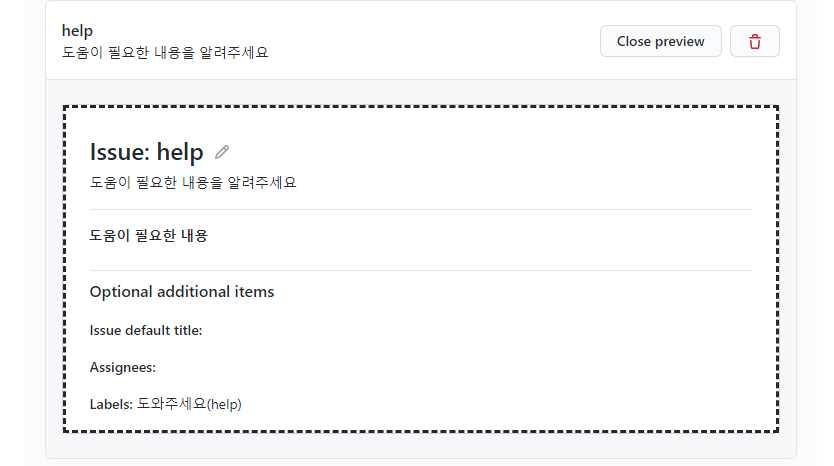 help
도움이 필요한 내용을 알려주세요
Close preview
Issue: help
도움이 필요한 내용을 알려주세요
도움이 필요한 내용
Optional additional items
Issue default title:
Assignees:
Labels: 도와주세요(help)